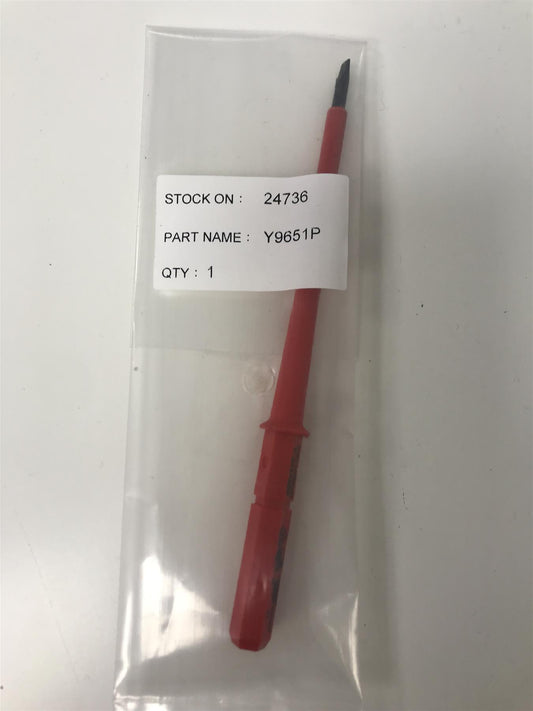 STOCK ON : 24736
PART NAME : Y9651P
QTY : 1